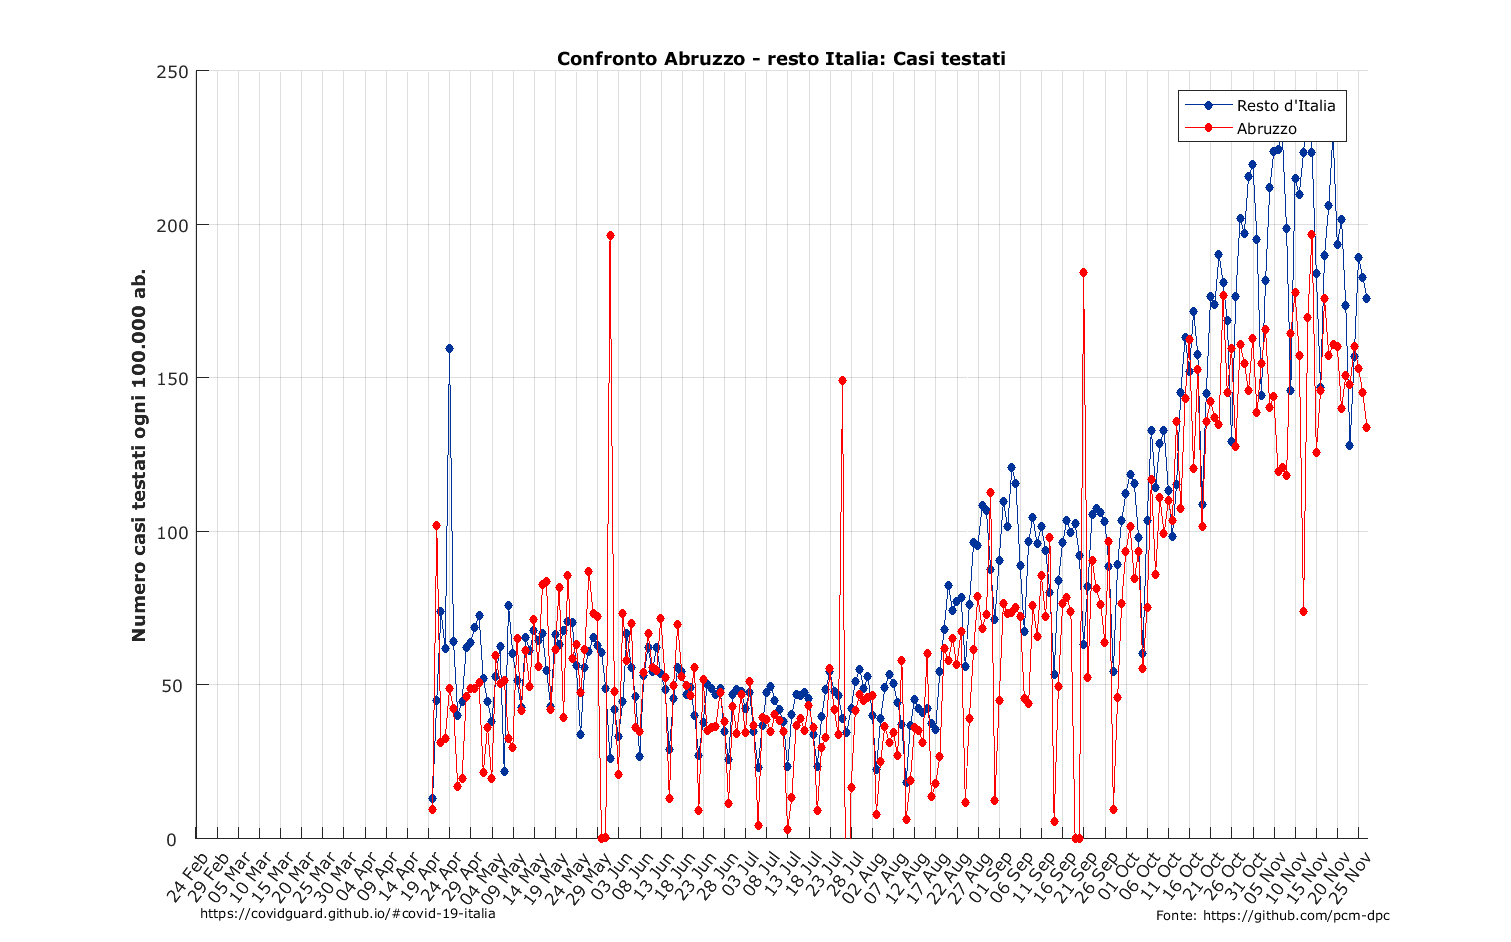 Confronto Abruzzo - resto Italia: Casi testati
250
200
150
100
50
0
Numero casi testati ogni 100.000 ab.
Resto d'Italia
Abruzzo
24 Feb
29 Feb
05 Mar
10 Mar
15 Mar
20 Mar
25 Mar
30 Mar
04 Apr
09 Apr
14 Apr
19 Apr
24 Apr
29 Apr
04 May
09 May
14 May
19 May
24 May
29 May
03 Jun
08 Jun
13 Jun
18 Jun
23 Jun
28 Jun
03 Jul
08 Jul
13 Jul
18 Jul
23 Jul
28 Jul
02 Aug
07 Aug
12 Aug
17 Aug
22 Aug
27 Aug
01 Sep
06 Sep
11 Sep
16 Sep
21 Sep
26 Sep
01 Oct
06 Oct
11 Oct
16 Oct
21 Oct
26 Oct
31 Oct
05 Nov
10 Nov
15 Nov
20 Nov
25 Nov
https://covidguard.github.io/#covid-19-italia
Fonte: https://github.com/pcm-dpc